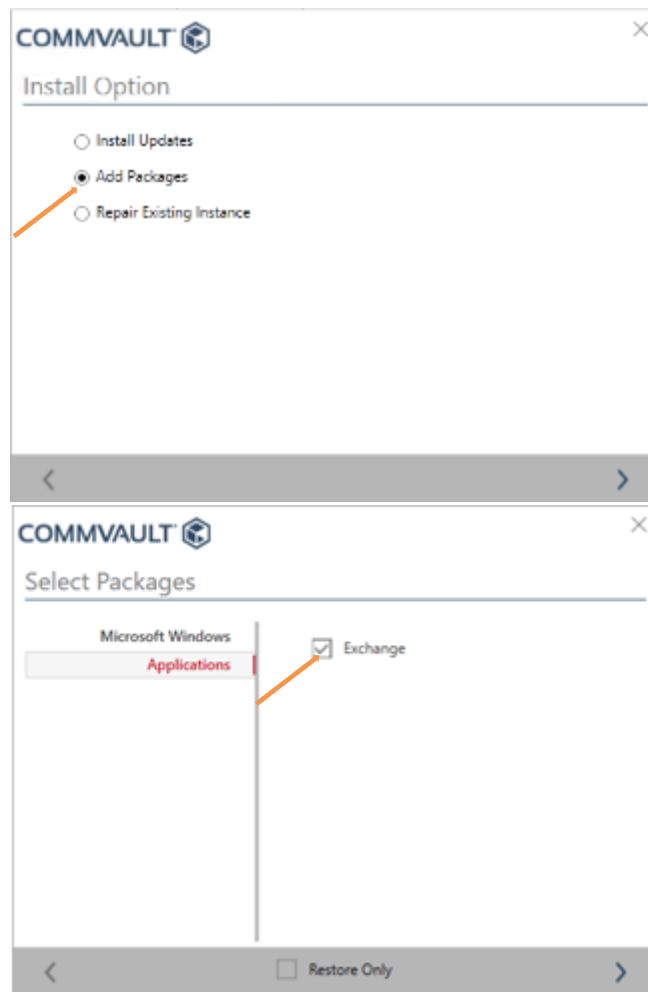 COMMVAULT
Install Option
Install Updates
Add Packages
Repair Existing Instance
COMMVAULT
Select Packages
Microsoft Windows
Applications
Exchange
Restore Only